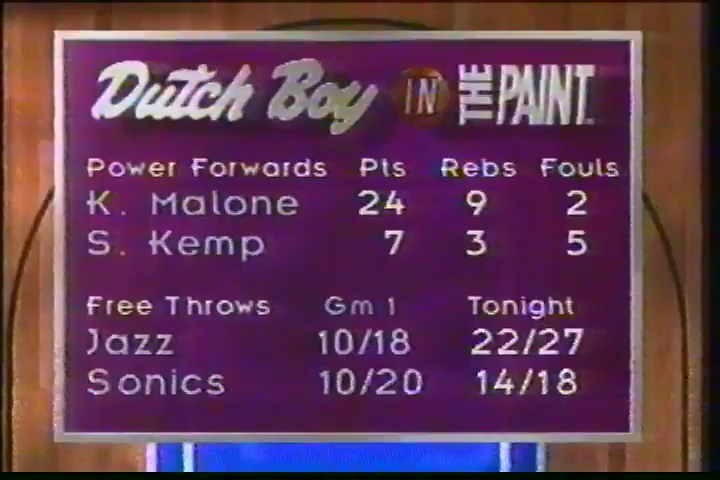 Dutch Boy IN THE PAINT
Power Forwards Pts Rebs Fouls
K. Malone 24 9 2
S. Kemp 7 3 5
Free Throws Gm 1 Tonight
Jazz 10/18 22/27
Sonics 10/20 14/18